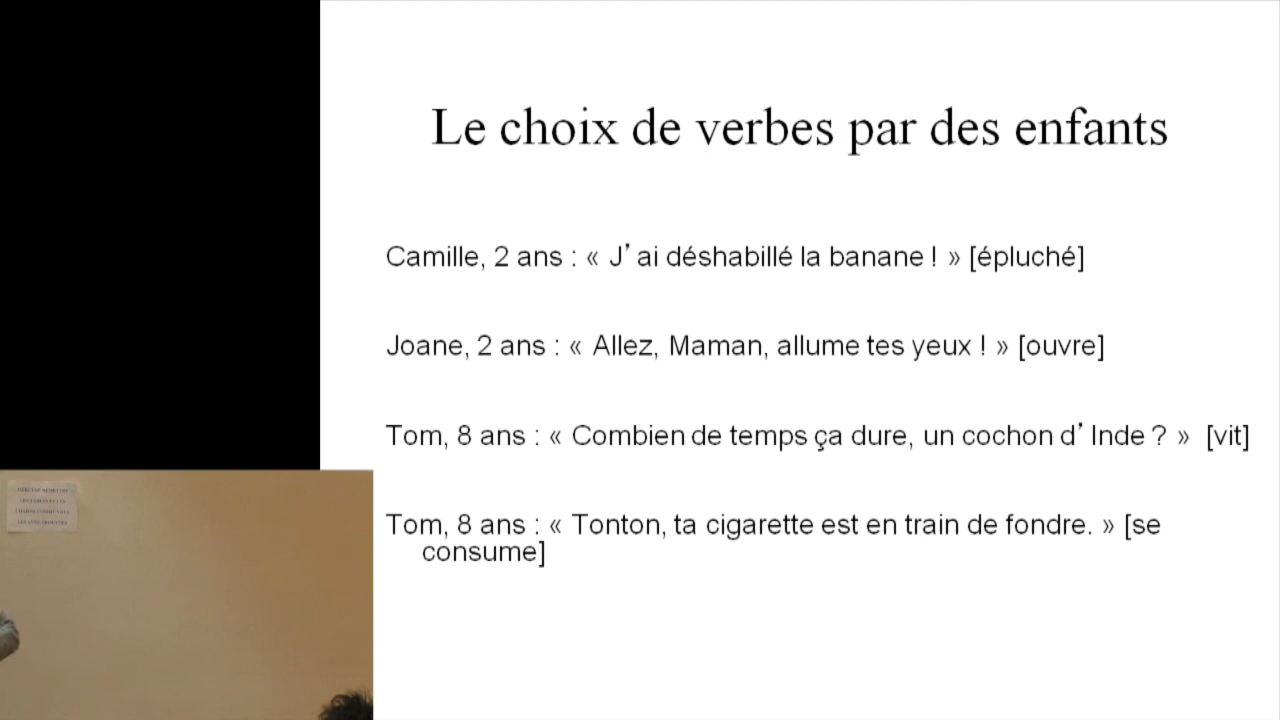 Le choix de verbes par des enfants
Camille, 2 ans : « J’ai déshabillé la banane ! » [épluché]
Joane, 2 ans : « Allez, Maman, allume tes yeux ! » [ouvre]
Tom, 8 ans : « Combien de temps ça dure, un cochon d’Inde ? » [vit]
Tom, 8 ans : « Tonton, ta cigarette est en train de fondre. » [se
consume]